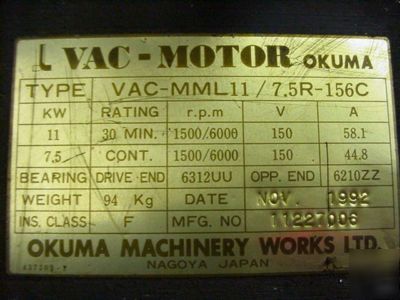 VAC-MOTOR OKUMA
TYPE VAC-MML11/7.5R-156C
KW RATING r.p.m V A
11 30 MIN. 1500/6000 150 58.1
7.5 CONT. 1500/6000 150 44.8
BEARING DRIVE END 6312UU OPP. END 6210ZZ
WEIGHT 94 Kg DATE NOV. 1992
INS. CLASS F MFG. NO 11227006
OKUMA MACHINERY WORKS LTD.
NAGOYA JAPAN